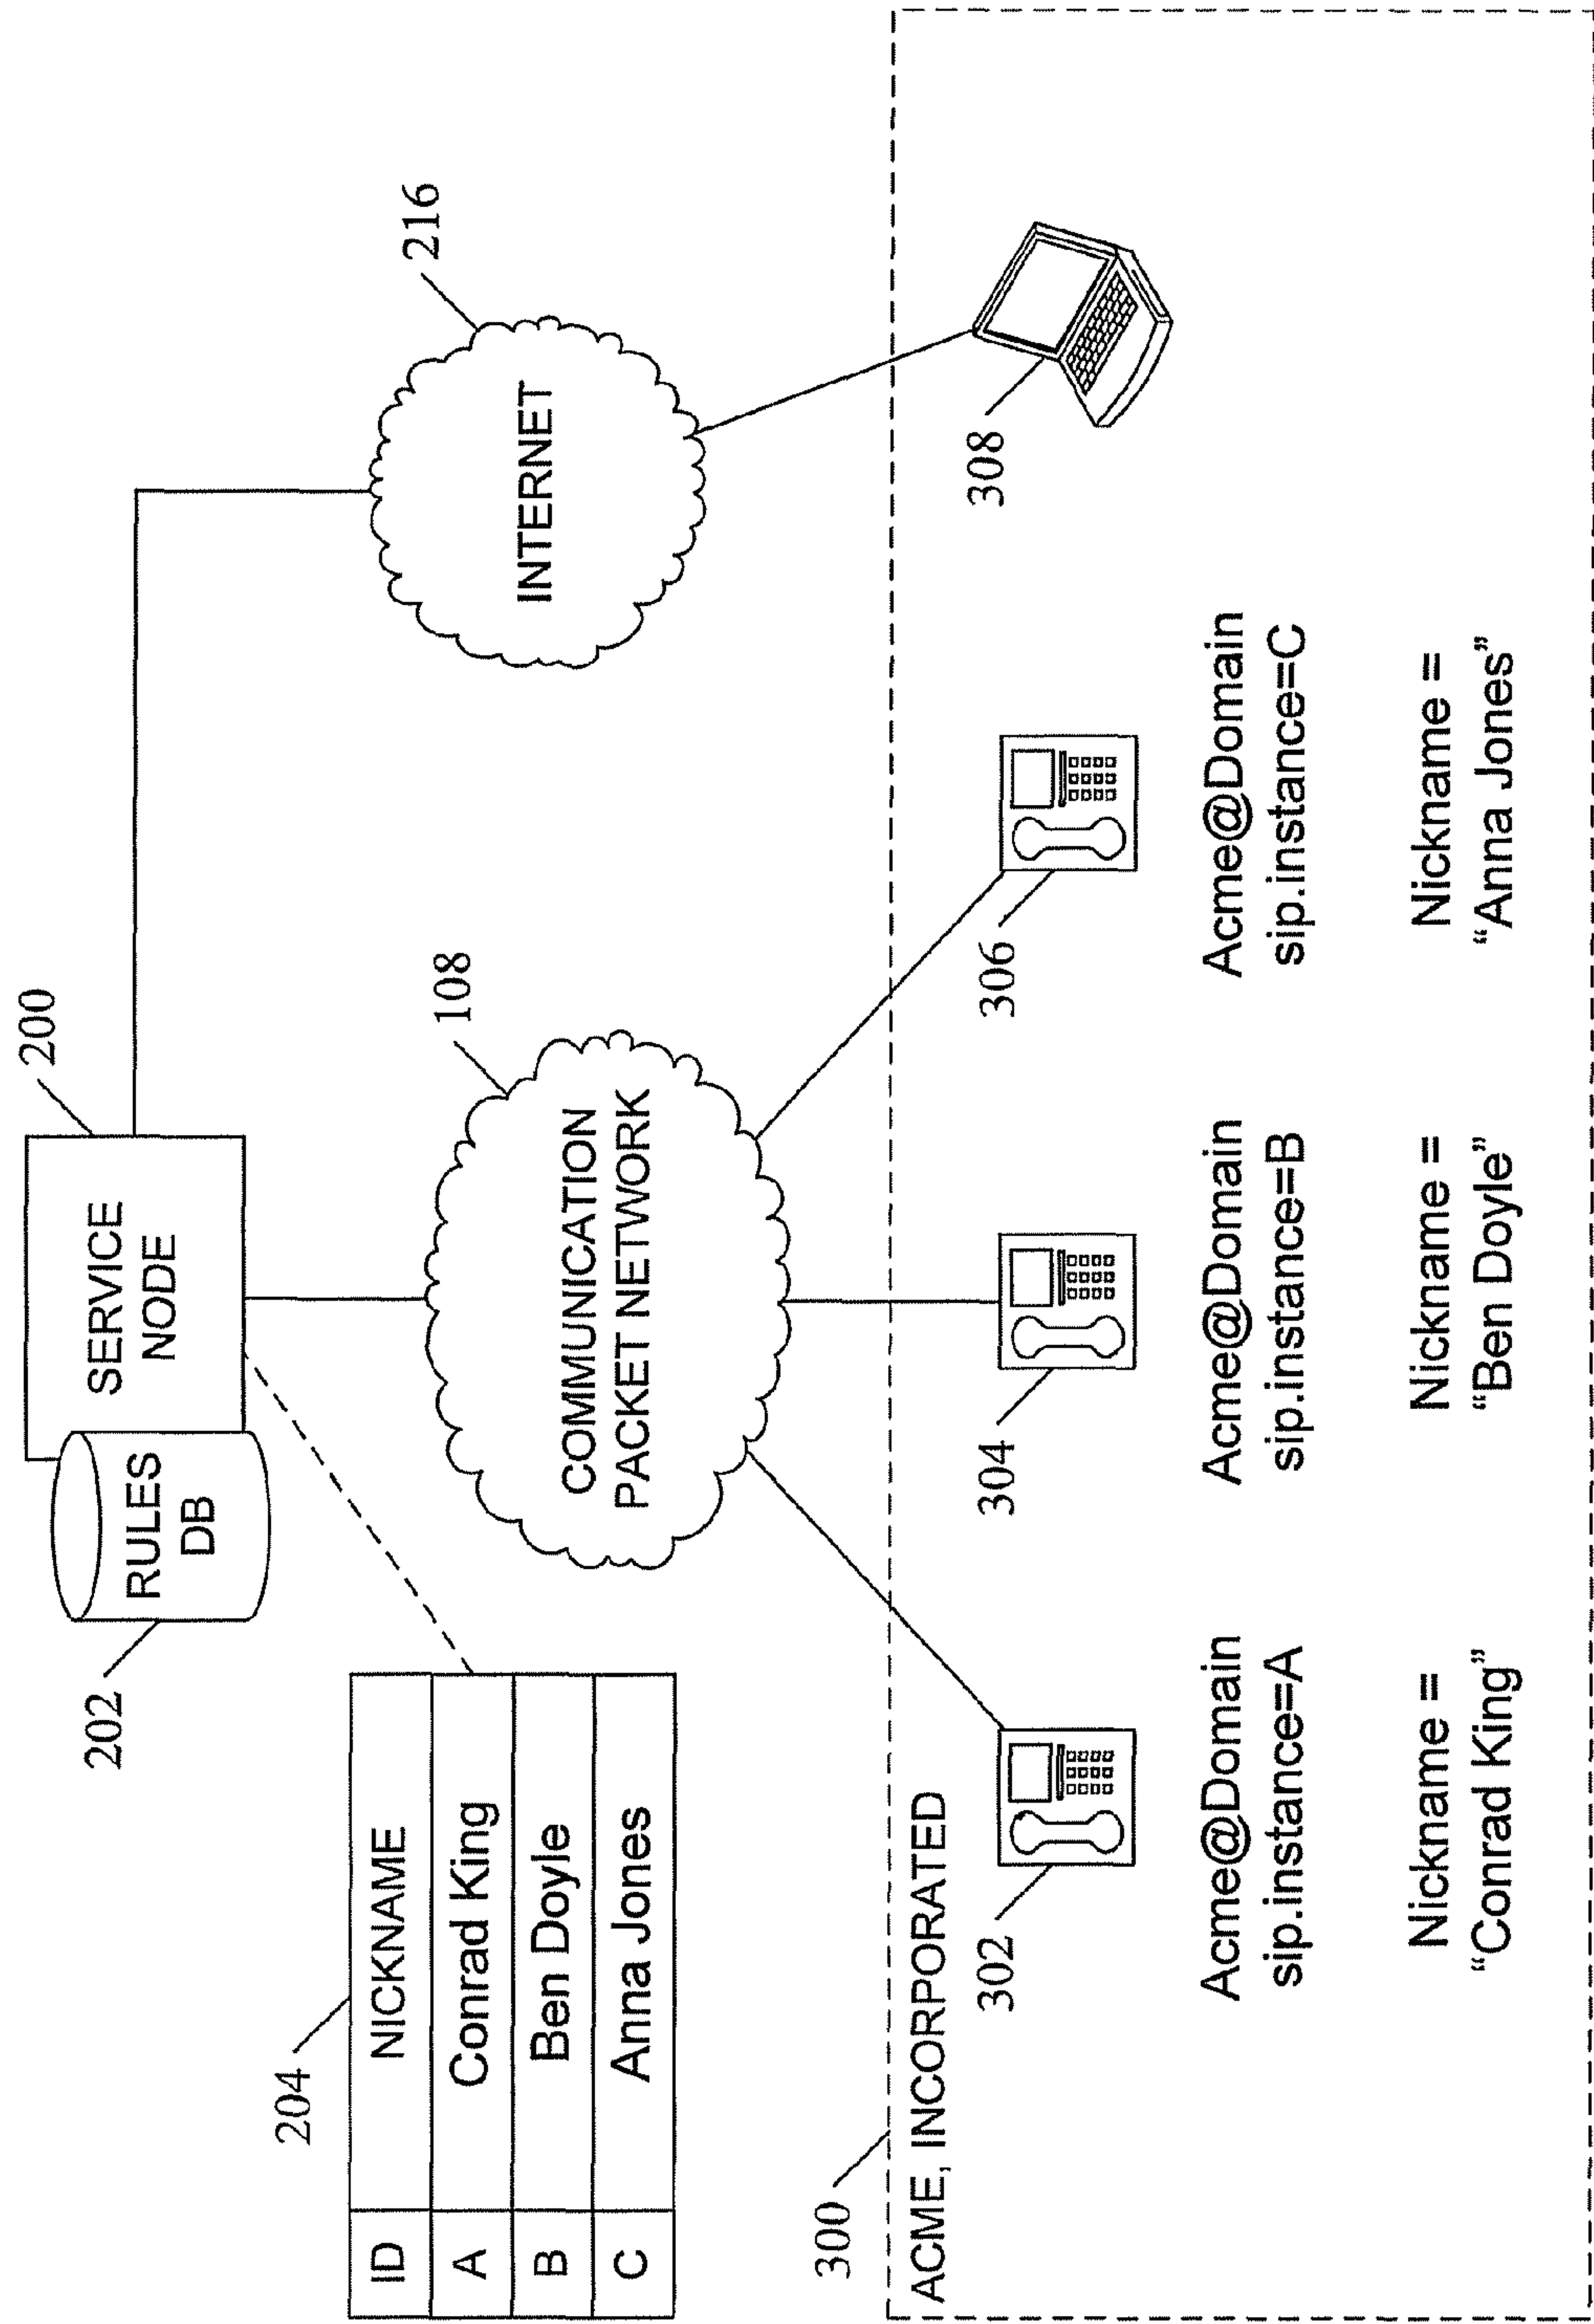 200
SERVICE
NODE
RULES
DB
202
204
ID NICKNAME
A Conrad King
B Ben Doyle
C Anna Jones
108
COMMUNICATION
PACKET NETWORK
216
INTERNET
300
ACME, INCORPORATED
302
304
306
308
Acme@Domain
sip.instance=A
Nickname =
“Conrad King”
Acme@Domain
sip.instance=B
Nickname =
“Ben Doyle”
Acme@Domain
sip.instance=C
Nickname =
“Anna Jones”